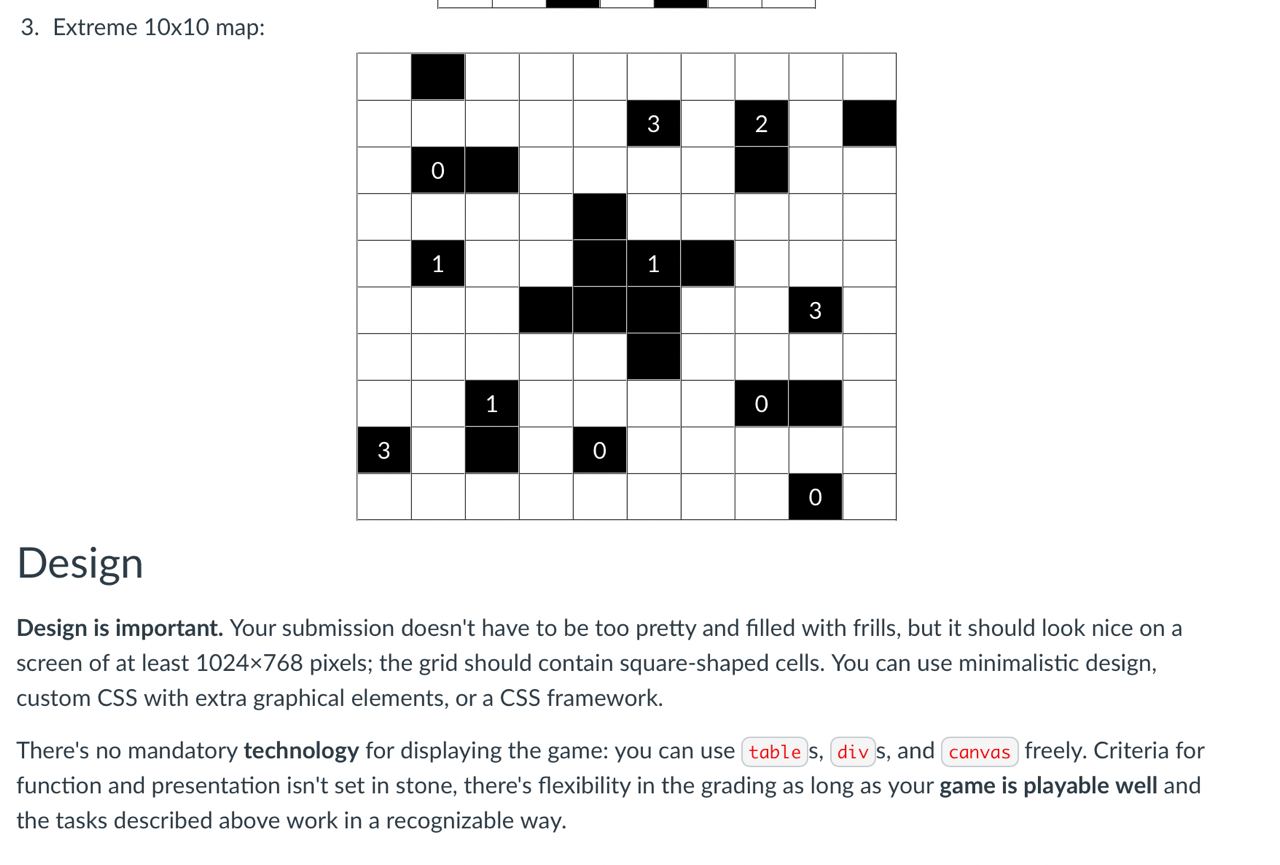 3. Extreme 10x10 map:
3 2
0
1 1
3
1 0
3 0
0
Design
Design is important. Your submission doesn't have to be too pretty and filled with frills, but it should look nice on a
screen of at least 1024×768 pixels; the grid should contain square-shaped cells. You can use minimalistic design,
custom CSS with extra graphical elements, or a CSS framework.
There's no mandatory technology for displaying the game: you can use tables, divs, and canvas freely. Criteria for
function and presentation isn't set in stone, there's flexibility in the grading as long as your game is playable well and
the tasks described above work in a recognizable way.